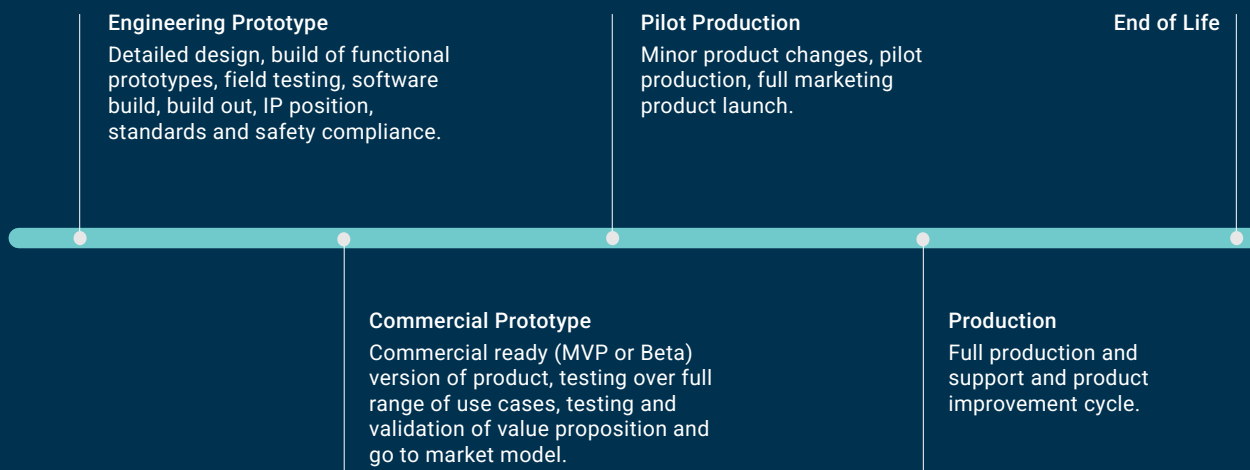 Engineering Prototype
Detailed design, build of functional
prototypes, field testing, software
build, build out, IP position,
standards and safety compliance.
Pilot Production
Minor product changes, pilot
production, full marketing
product launch.
End of Life
Commercial Prototype
Commercial ready (MVP or Beta)
version of product, testing over full
range of use cases, testing and
validation of value proposition and
go to market model.
Production
Full production and
support and product
improvement cycle.